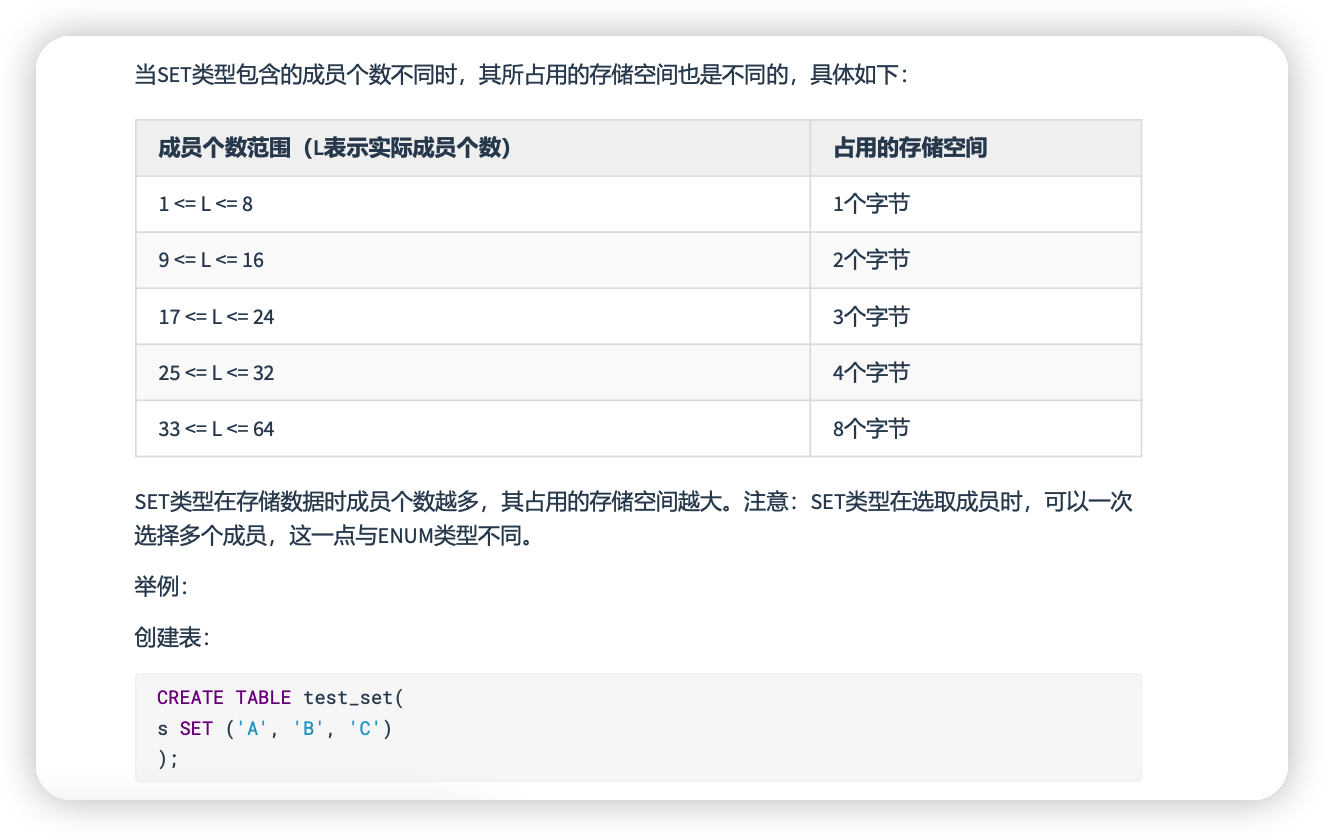 当SET类型包含的成员个数不同时，其所占用的存储空间也是不同的，具体如下：
成员个数范围（L表示实际成员个数） 占用的存储空间
1 <= L <= 8 1个字节
9 <= L <= 16 2个字节
17 <= L <= 24 3个字节
25 <= L <= 32 4个字节
33 <= L <= 64 8个字节
SET类型在存储数据时成员个数越多，其占用的存储空间越大。注意：SET类型在选取成员时，可以一次
选择多个成员，这一点与ENUM类型不同。
举例：
创建表：
CREATE TABLE test_set(
s SET ('A', 'B', 'C')
);